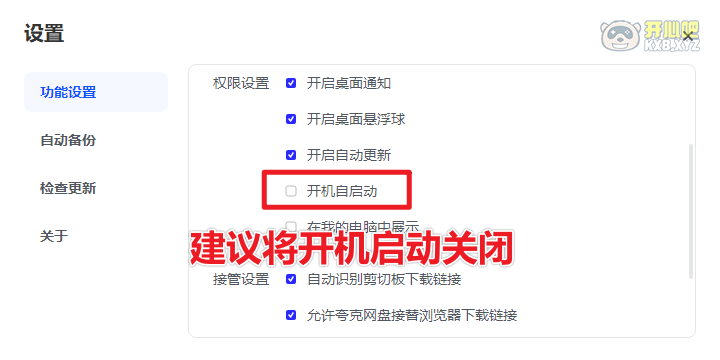 设置
开心吧
KXB.XYZ
功能设置
自动备份
检查更新
关于
权限设置
开启桌面通知
开启桌面悬浮球
开启自动更新
开机自启动
在我的电脑中展示
建议将开机启动关闭
接管设置
自动识别剪切板下载链接
允许夸克网盘接替浏览器下载链接